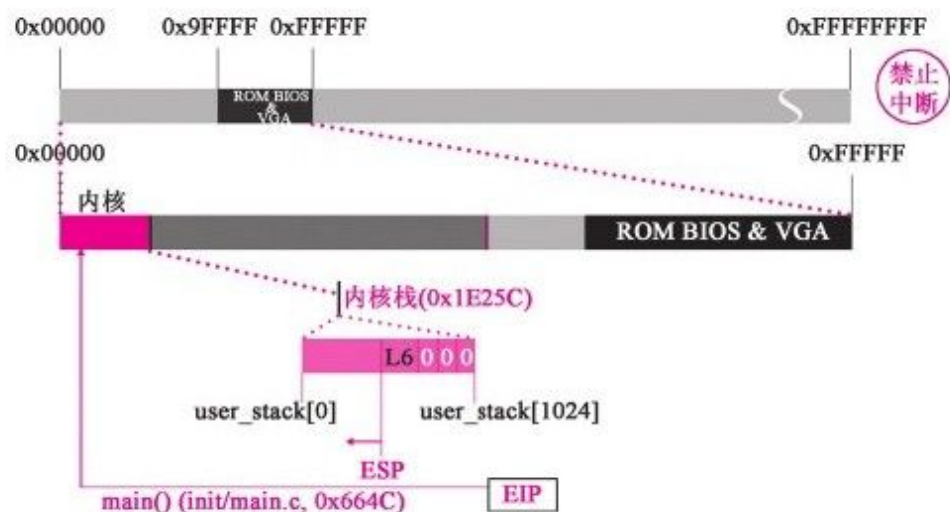 0x00000
0x9FFFF
0xFFFFF
0xFFFFFFFF
禁止
中断
ROM BIOS
&
VGA
0x00000
0xFFFFF
内核
ROM BIOS & VGA
内核栈(0x1E25C)
L6 0 0 0
user_stack[0]
user_stack[1024]
ESP
EIP
main() (init/main.c, 0x664C)